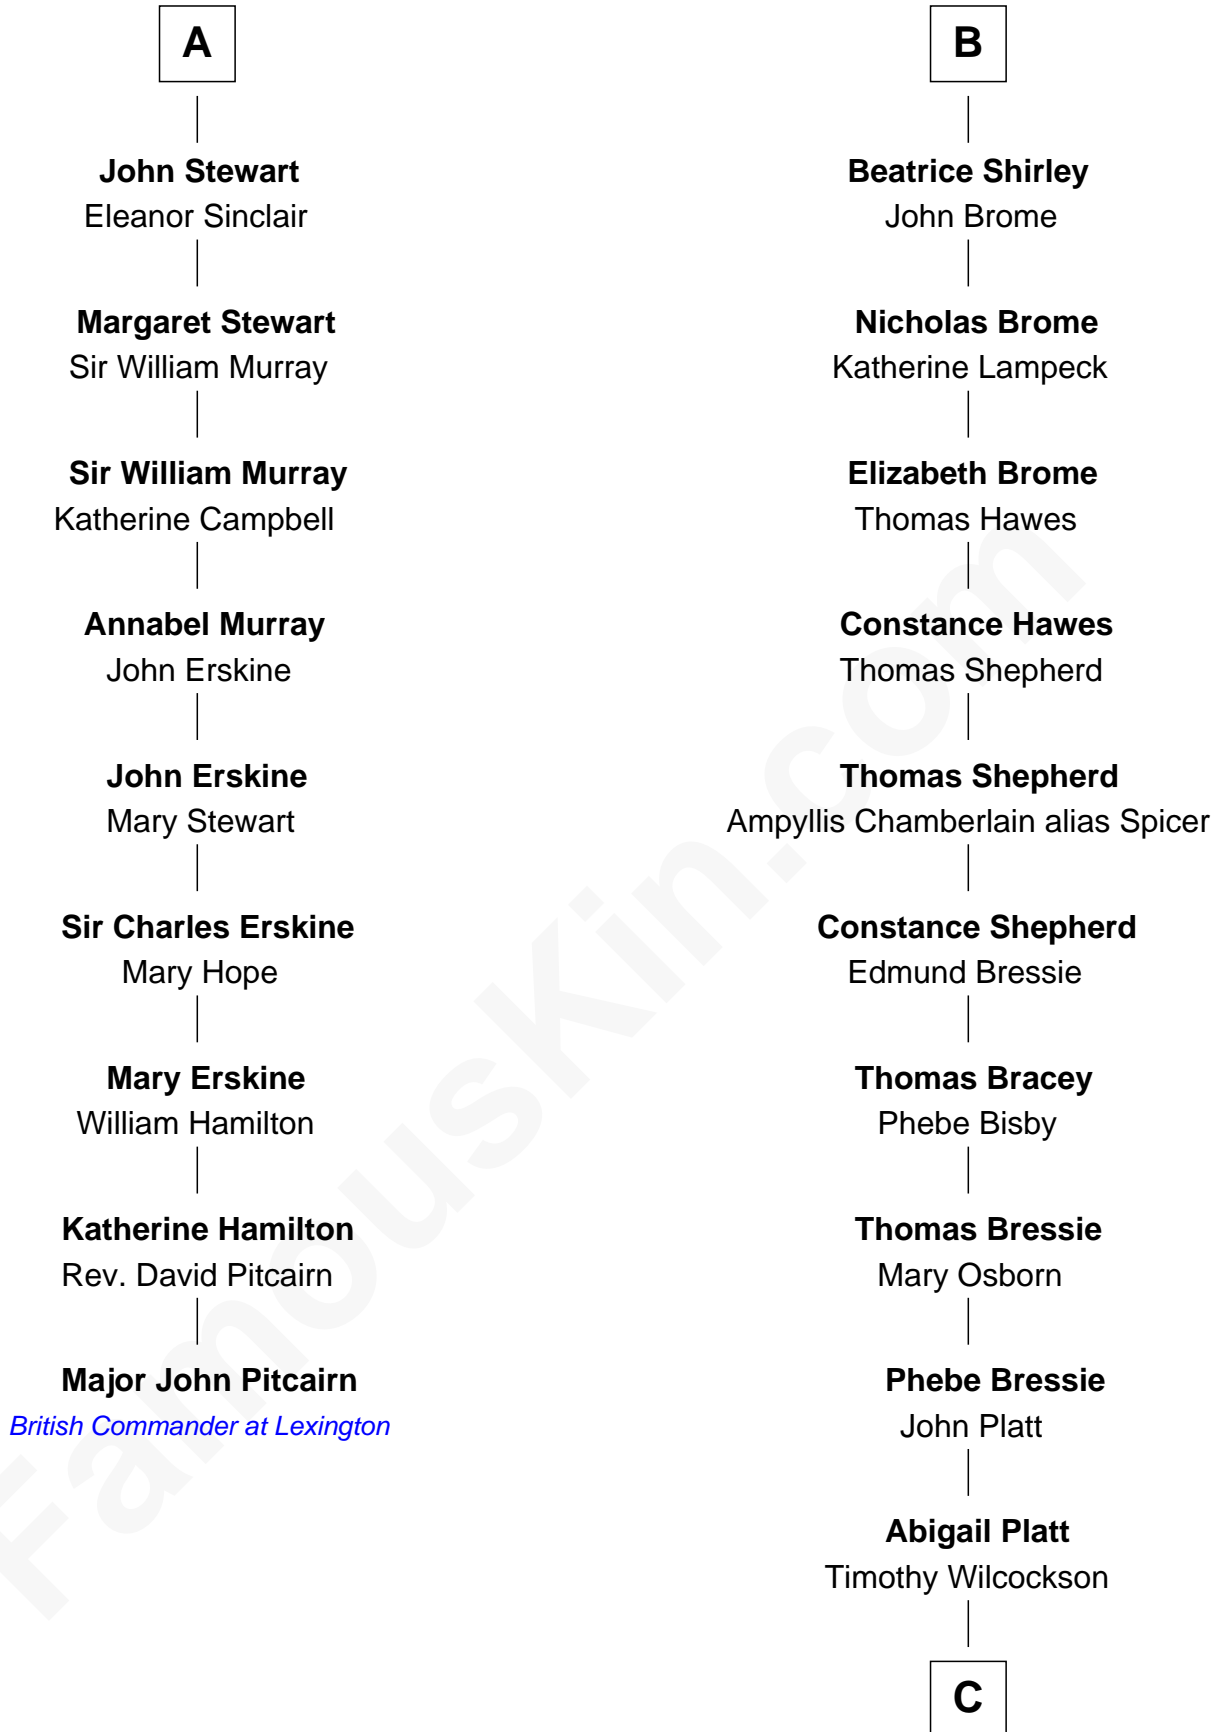 A
John Stewart
Eleanor Sinclair
Margaret Stewart
Sir William Murray
Sir William Murray
Katherine Campbell
Annabel Murray
John Erskine
John Erskine
Mary Stewart
Sir Charles Erskine
Mary Hope
Mary Erskine
William Hamilton
Katherine Hamilton
Rev. David Pitcairn
Major John Pitcairn
British Commander at Lexington
B
Beatrice Shirley
John Brome
Nicholas Brome
Katherine Lampeck
Elizabeth Brome
Thomas Hawes
Constance Hawes
Thomas Shepherd
Thomas Shepherd
Ampyllis Chamberlain alias Spicer
Constance Shepherd
Edmund Bressie
Thomas Bracey
Phebe Bisby
Thomas Bressie
Mary Osborn
Phebe Bressie
John Platt
Abigail Platt
Timothy Wilcockson
C
FamousKin.com